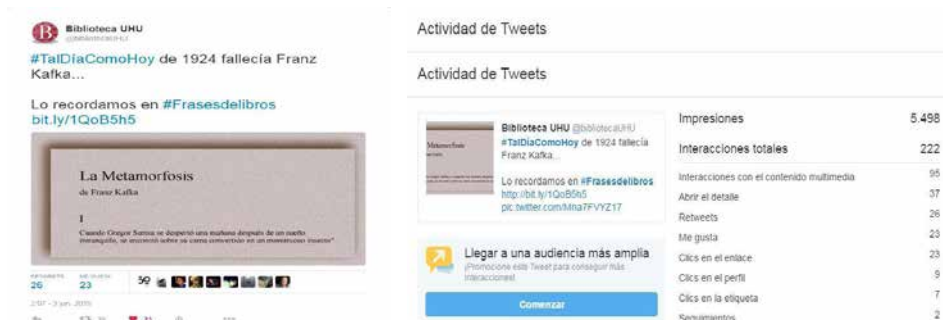 Biblioteca UHU
#TalDíaComoHoy de 1924 fallecía Franz
Kafka...
Lo recordamos en #Frasesdelibros
bit.ly/1QoB5h5
La Metamorfosis
de Franz Kafka
I
Cuando Gregor Samsa se despertó una mañana después de un sueño
intranquilo, se encontró sobre su cama convertido en un monstruoso insecto"
RETWEETS
ME GUSTA
26
23
Actividad de Tweets
Actividad de Tweets
Biblioteca UHU @bibliotecaUHU
#TalDíaComoHoy de 1924 fallecía
Franz Kafka...
Lo recordamos en #Frasesdelibros
http://bit.ly/1QoB5h5
pic.twitter.com/Mna7FVYZ17
Llegar a una audiencia más amplia
¡Promocione este Tweet para conseguir más
interacciones!
Comenzar
Impresiones 5.498
Interacciones totales 222
Interacciones con el contenido multimedia 95
Abrir el detalle 37
Retweets 26
Me gusta 23
Clics en el enlace 23
Clics en el perfil 9
Clics en la etiqueta 7
Seguimientos 2